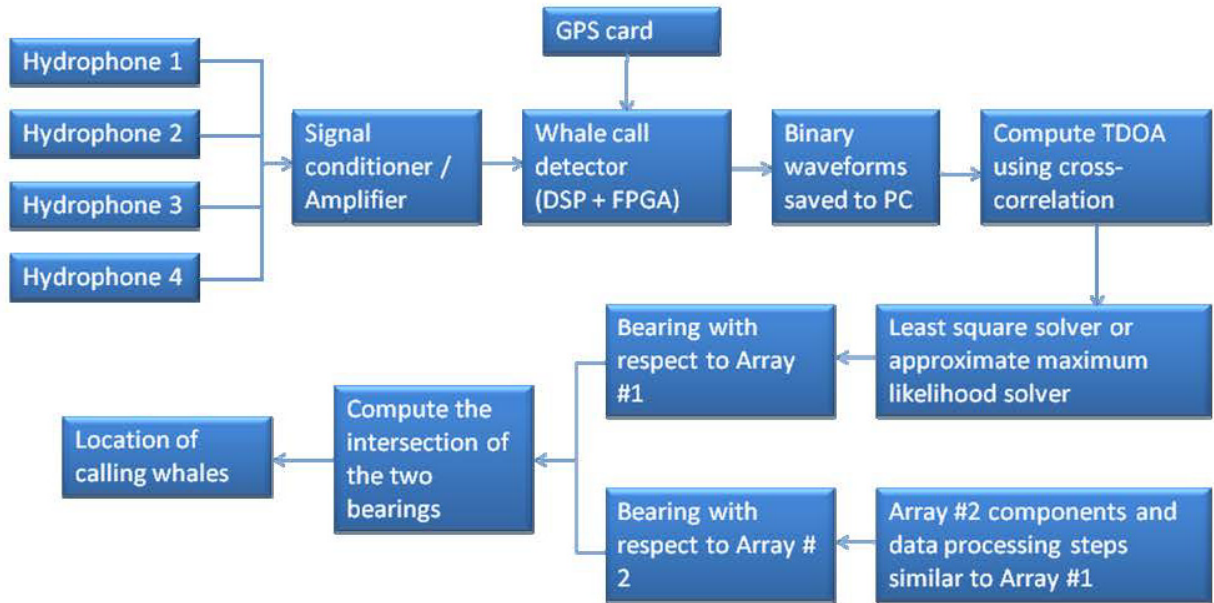 GPS card
Hydrophone 1
Hydrophone 2
Hydrophone 3
Hydrophone 4
Signal
conditioner /
Amplifier
Whale call
detector
(DSP + FPGA)
Binary
waveforms
saved to PC
Compute TDOA
using cross-
correlation
Least square solver or
approximate maximum
likelihood solver
Bearing with
respect to Array
#1
Array #2 components and
data processing steps
similar to Array #1
Bearing with
respect to Array #
2
Compute the
intersection of
the two
bearings
Location of
calling whales